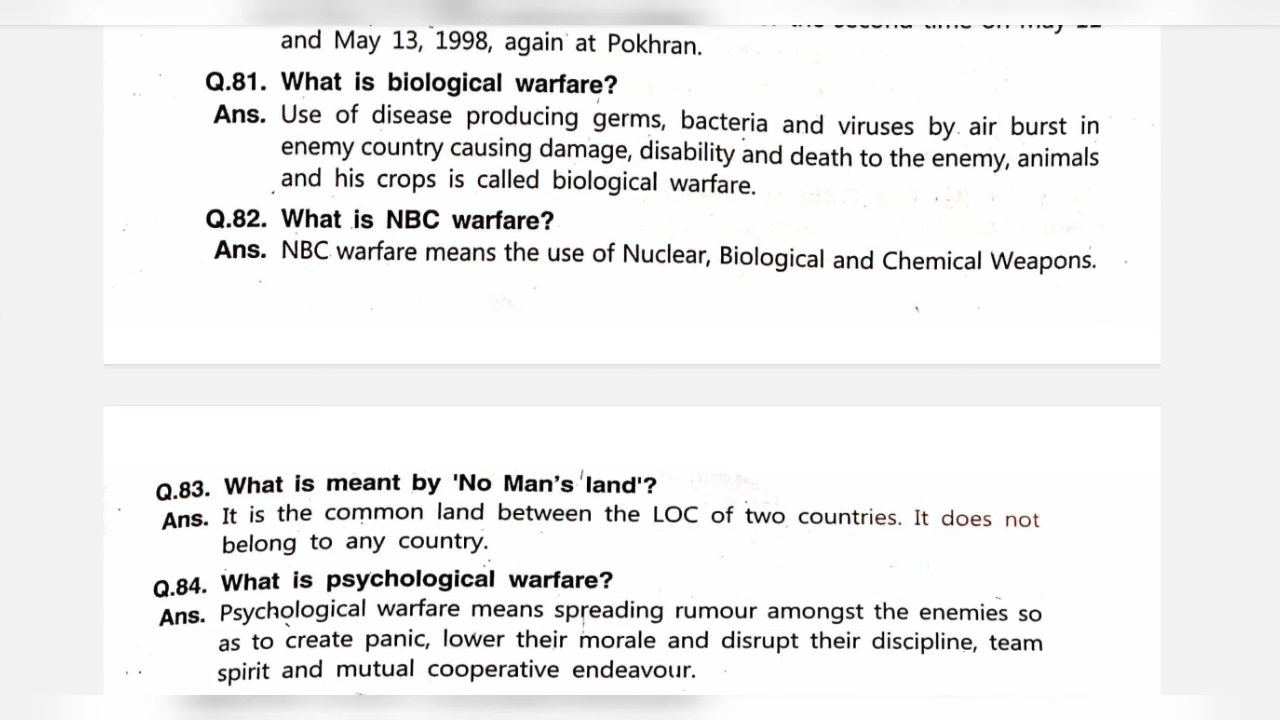 and May 13, 1998, again at Pokhran.
Q.81. What is biological warfare?
Ans. Use of disease producing germs, bacteria and viruses by air burst in
enemy country causing damage, disability and death to the enemy, animals
and his crops is called biological warfare.
Q.82. What is NBC warfare?
Ans. NBC warfare means the use of Nuclear, Biological and Chemical Weapons.
Q.83. What is meant by 'No Man's land'?
Ans. It is the common land between the LOC of two countries. It does not
belong to any country.
Q.84. What is psychological warfare?
Ans. Psychological warfare means spreading rumour amongst the enemies so
as to create panic, lower their morale and disrupt their discipline, team
spirit and mutual cooperative endeavour.